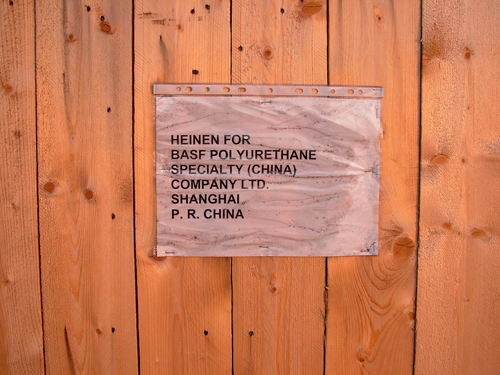 HEINEN FOR
BASF POLYURETHANE
SPECIALTY (CHINA)
COMPANY LTD.
SHANGHAI
P. R. CHINA